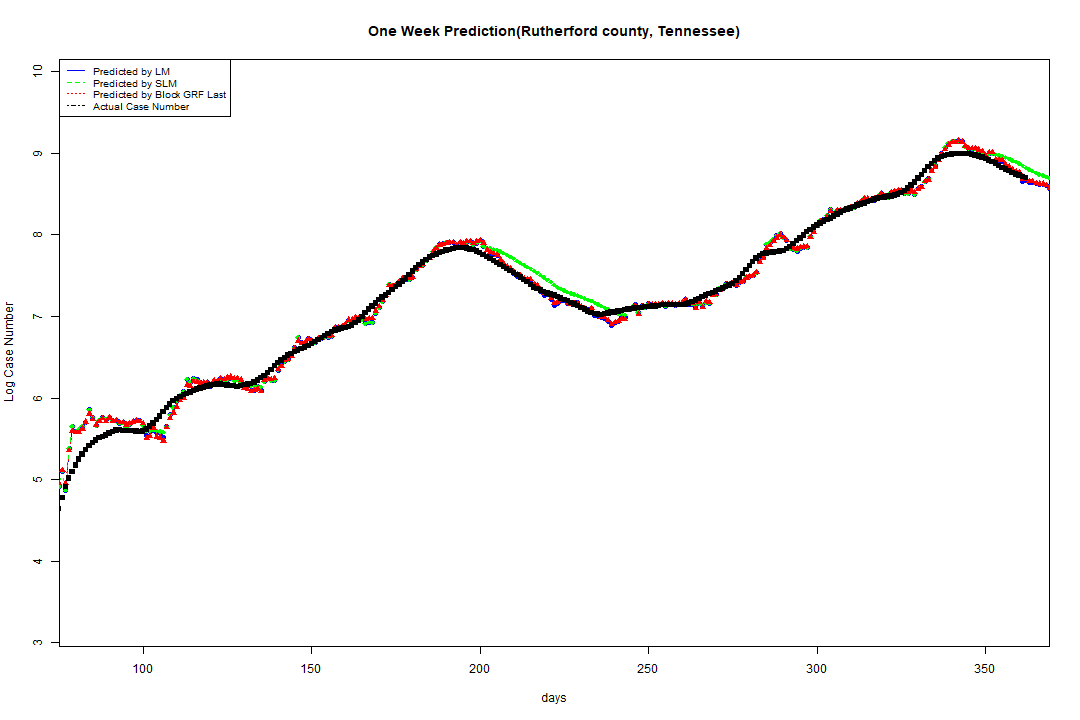 One Week Prediction(Rutherford county, Tennessee)
Predicted by LM
Predicted by SLM
Predicted by Block GRF Last
Actual Case Number
Log Case Number
10
9
8
7
6
5
4
3
100 150 200 250 300 350
days